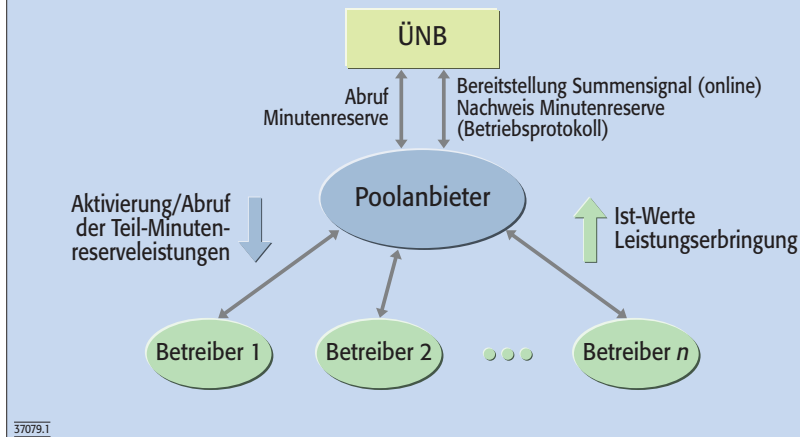 ÜNB
Abruf
Minutenreserve
Bereitstellung Summensignal (online)
Nachweis Minutenreserve
(Betriebsprotokoll)
Poolanbieter
Aktivierung/Abruf
der Teil-Minuten-
reserveleistungen
Ist-Werte
Leistungserbringung
Betreiber 1
Betreiber 2
Betreiber n
37079.1